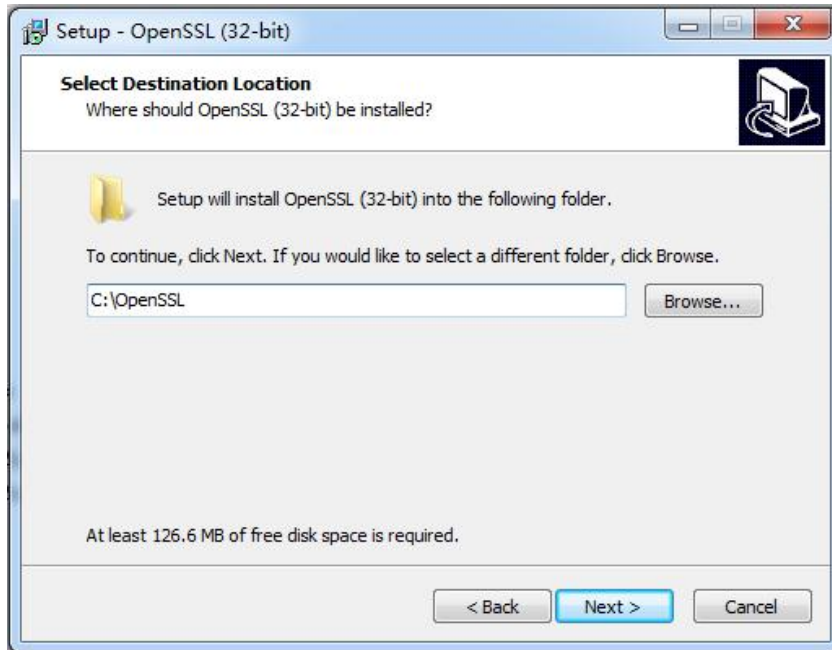 Setup - OpenSSL (32-bit)
Select Destination Location
Where should OpenSSL (32-bit) be installed?
Setup will install OpenSSL (32-bit) into the following folder.
To continue, click Next. If you would like to select a different folder, click Browse.
C:\OpenSSL
Browse...
At least 126.6 MB of free disk space is required.
< Back
Next >
Cancel